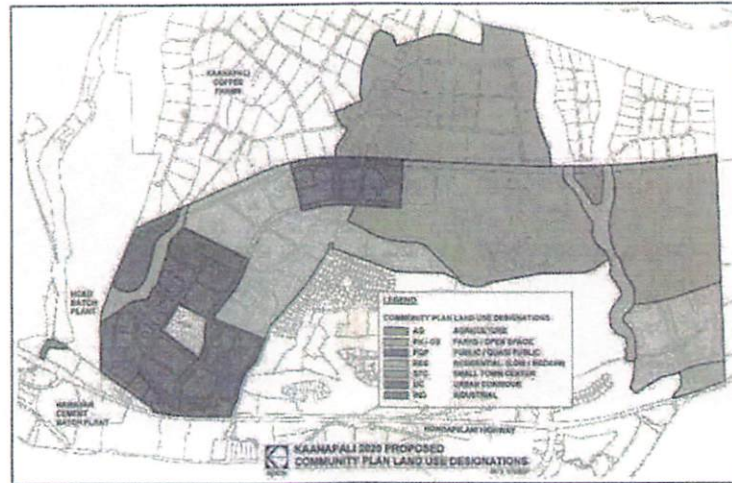 KAANAPALI
COFFEE
FARMS
HC&D
BATCH
PLANT
HAWAIIAN
CEMENT
BATCH PLANT
LEGEND
COMMUNITY PLAN LAND USE DESIGNATIONS
AG AGRICULTURE
PK / OS PARKS / OPEN SPACE
PQP PUBLIC / QUASI PUBLIC
RES RESIDENTIAL (LOW / MEDIUM)
STC SMALL TOWN CENTER
UC URBAN CORRIDOR
IND INDUSTRIAL
HONOAPIILANI HIGHWAY
KAANAPALI 2020 PROPOSED
COMMUNITY PLAN LAND USE DESIGNATIONS
NORTH